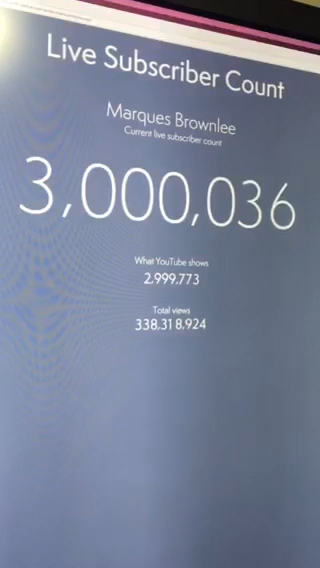 Live Subscriber Count
Marques Brownlee
Current live subscriber count
3,000,036
What YouTube shows
2,999,773
Total views
338,318,924